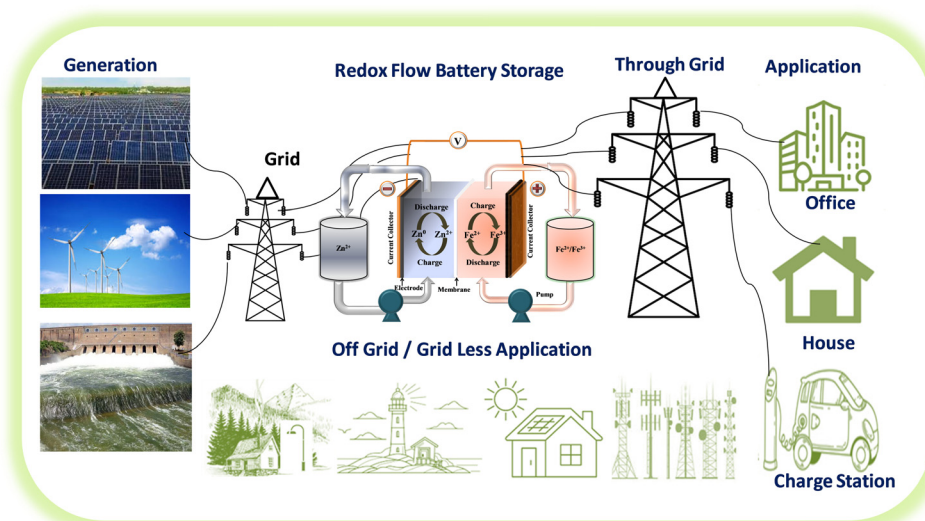 Generation
Redox Flow Battery Storage
Through Grid
Application
Grid
V
−
+
Zn²⁺
Current Collector
Discharge
Zn⁰ Zn²⁺
Charge
Charge
Fe²⁺ Fe³⁺
Discharge
Current Collector
Fe²⁺/Fe³⁺
Electrode
Membrane
Pump
Office
House
Off Grid / Grid Less Application
Charge Station